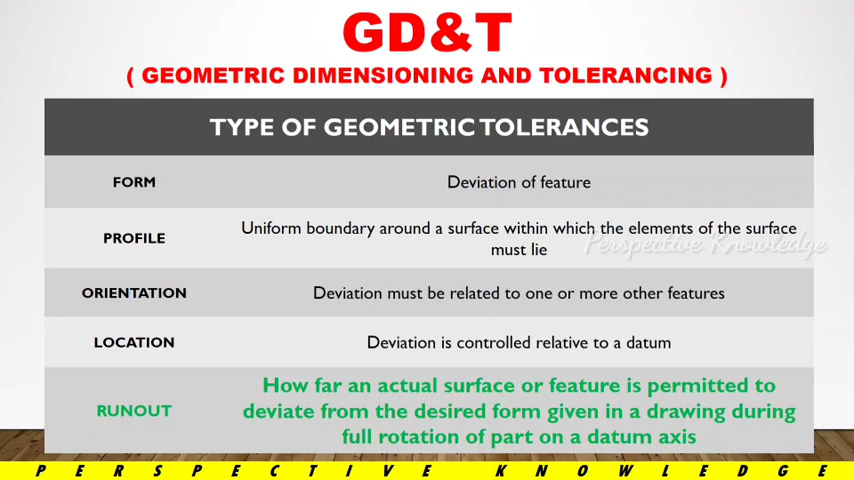 GD&T
( GEOMETRIC DIMENSIONING AND TOLERANCING )
TYPE OF GEOMETRIC TOLERANCES
FORM
Deviation of feature
PROFILE
Uniform boundary around a surface within which the elements of the surface
must lie
Perspective Knowledge
ORIENTATION
Deviation must be related to one or more other features
LOCATION
Deviation is controlled relative to a datum
RUNOUT
How far an actual surface or feature is permitted to
deviate from the desired form given in a drawing during
full rotation of part on a datum axis
PERSPECTIVE KNOWLEDGE